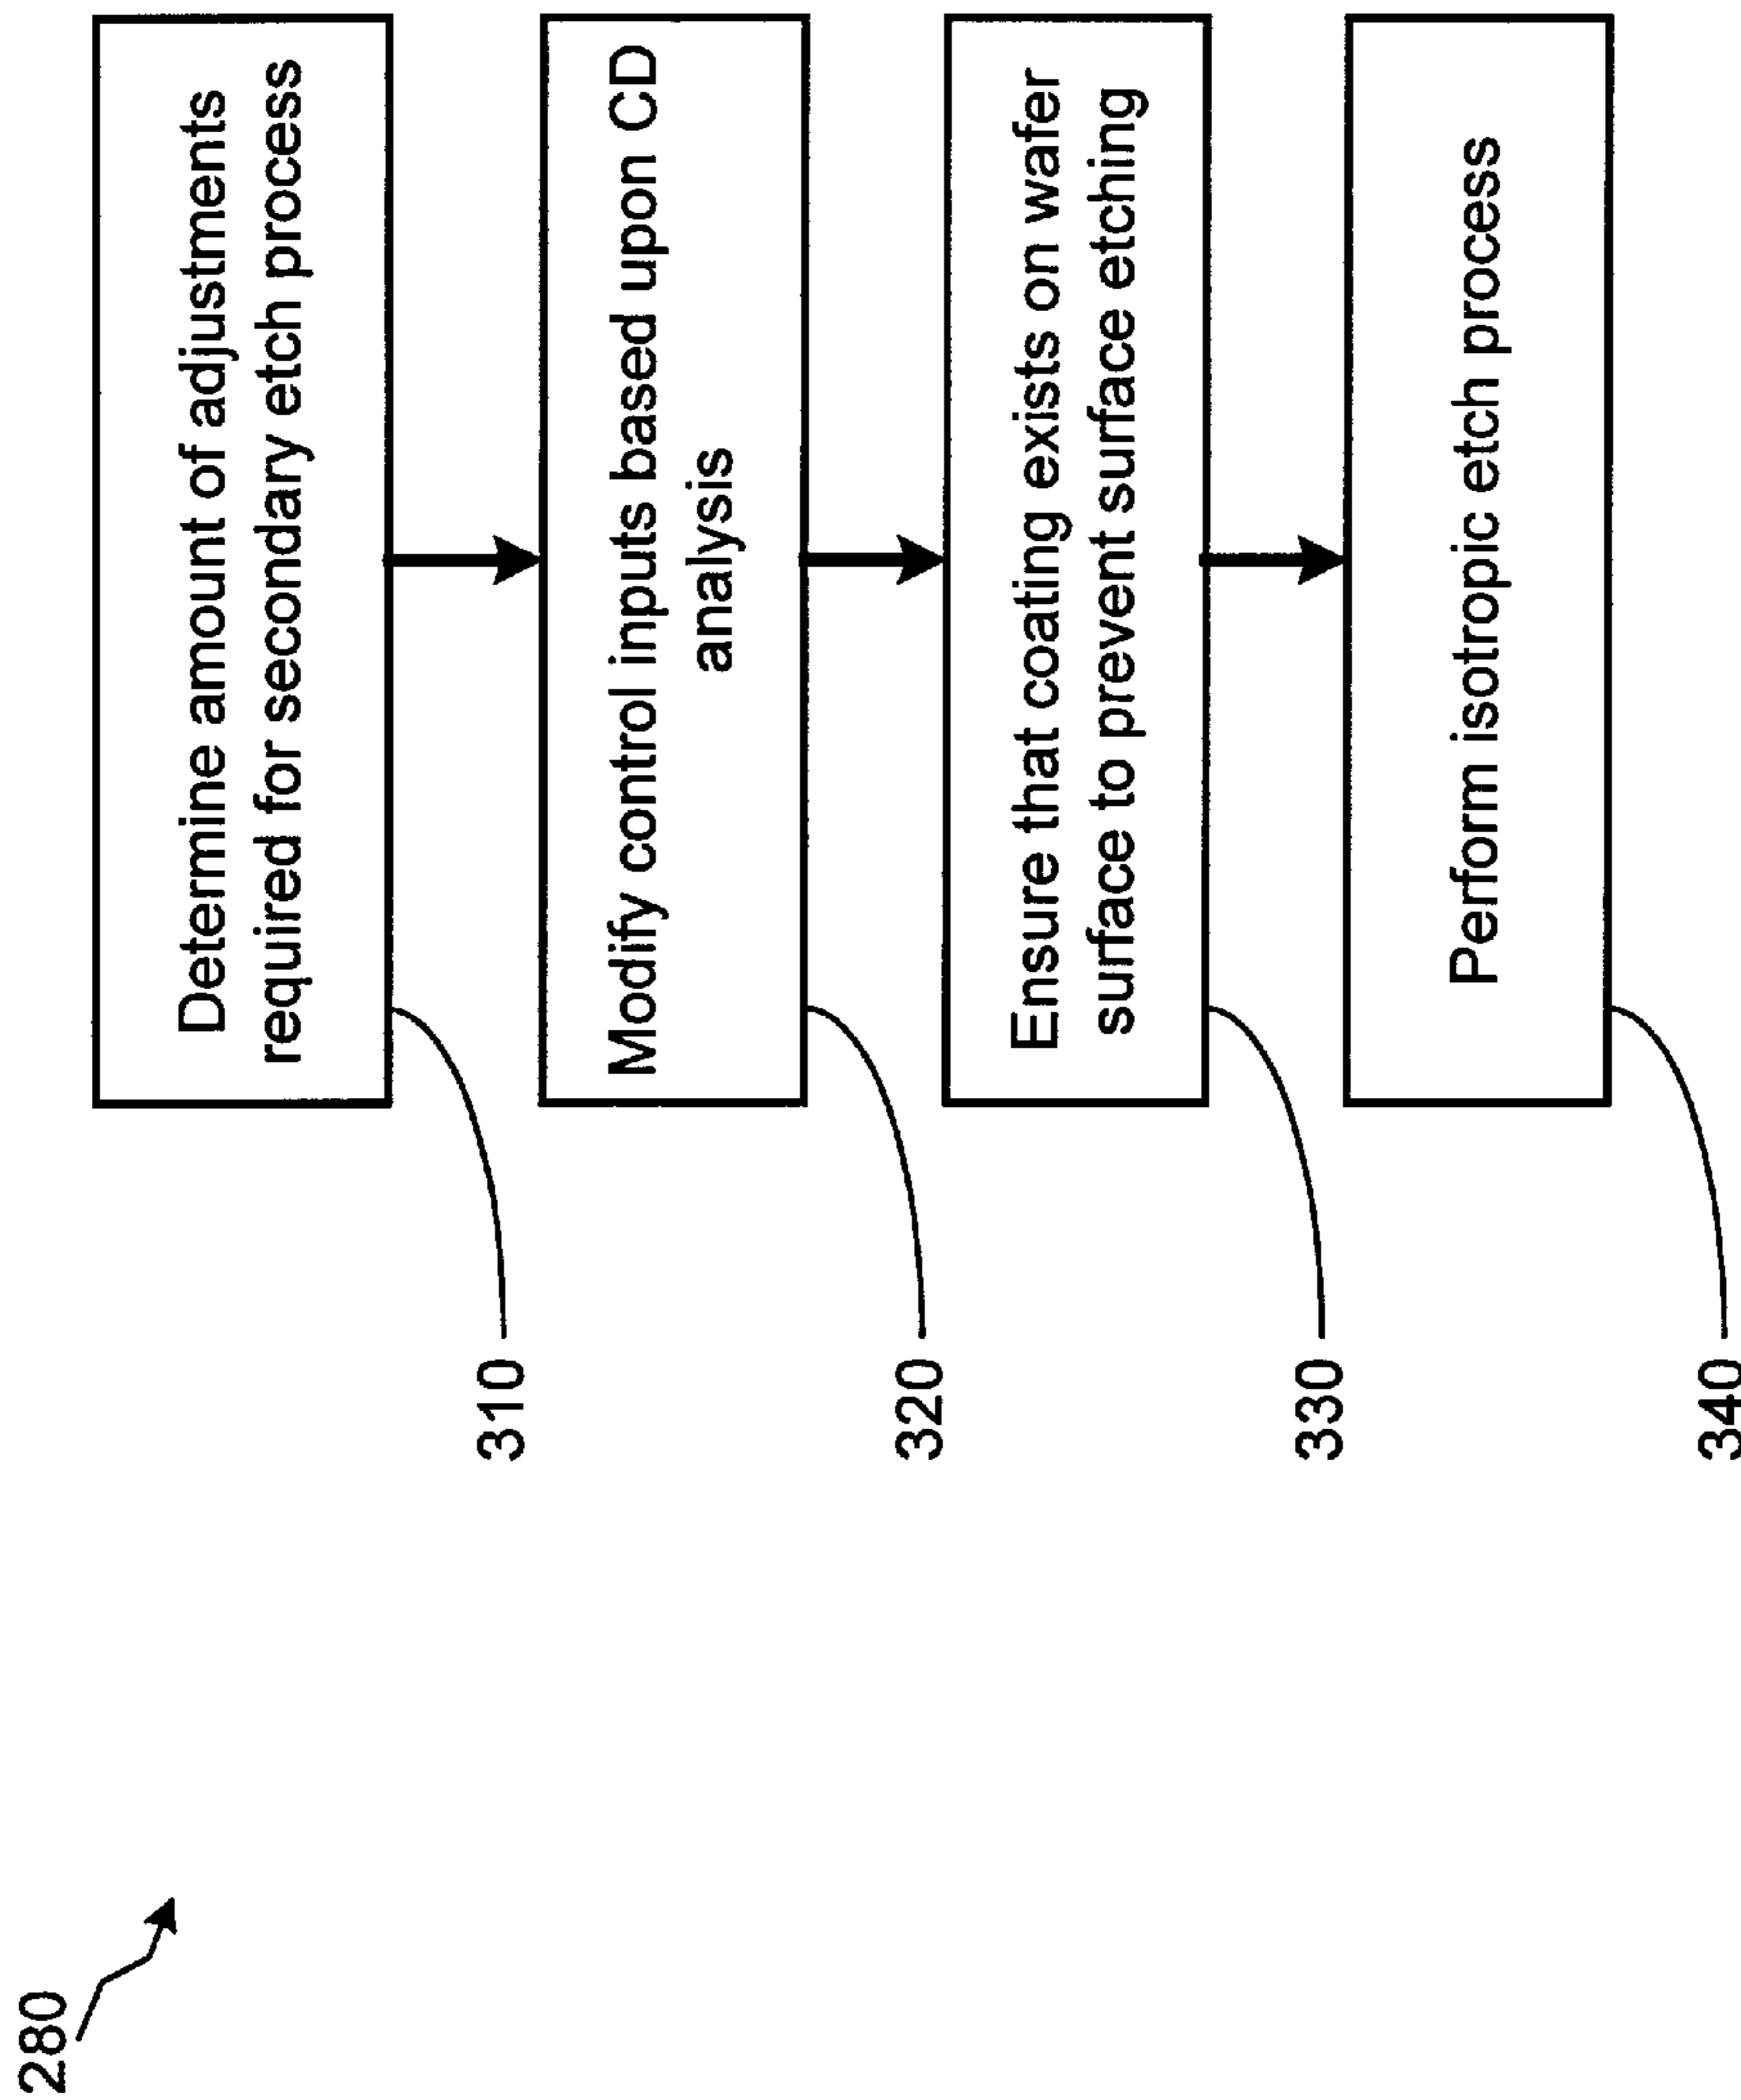 280
Determine amount of adjustments
required for secondary etch process
310
Modify control inputs based upon CD
analysis
320
Ensure that coating exists on wafer
surface to prevent surface etching
330
Perform isotropic etch process
340